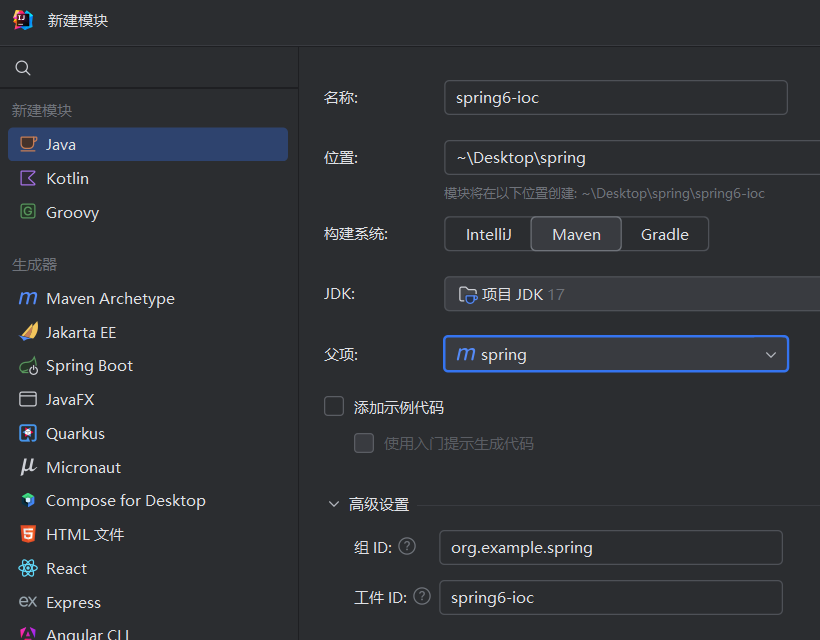 新建模块
新建模块
Java
Kotlin
Groovy
生成器
Maven Archetype
Jakarta EE
Spring Boot
JavaFX
Quarkus
Micronaut
Compose for Desktop
HTML 文件
React
Express
Angular CLI
名称:
spring6-ioc
位置:
~\Desktop\spring
模块将在以下位置创建: ~\Desktop\spring\spring6-ioc
构建系统:
IntelliJ
Maven
Gradle
JDK:
项目 JDK 17
父项:
spring
添加示例代码
使用入门提示生成代码
高级设置
组 ID:
org.example.spring
工件 ID:
spring6-ioc